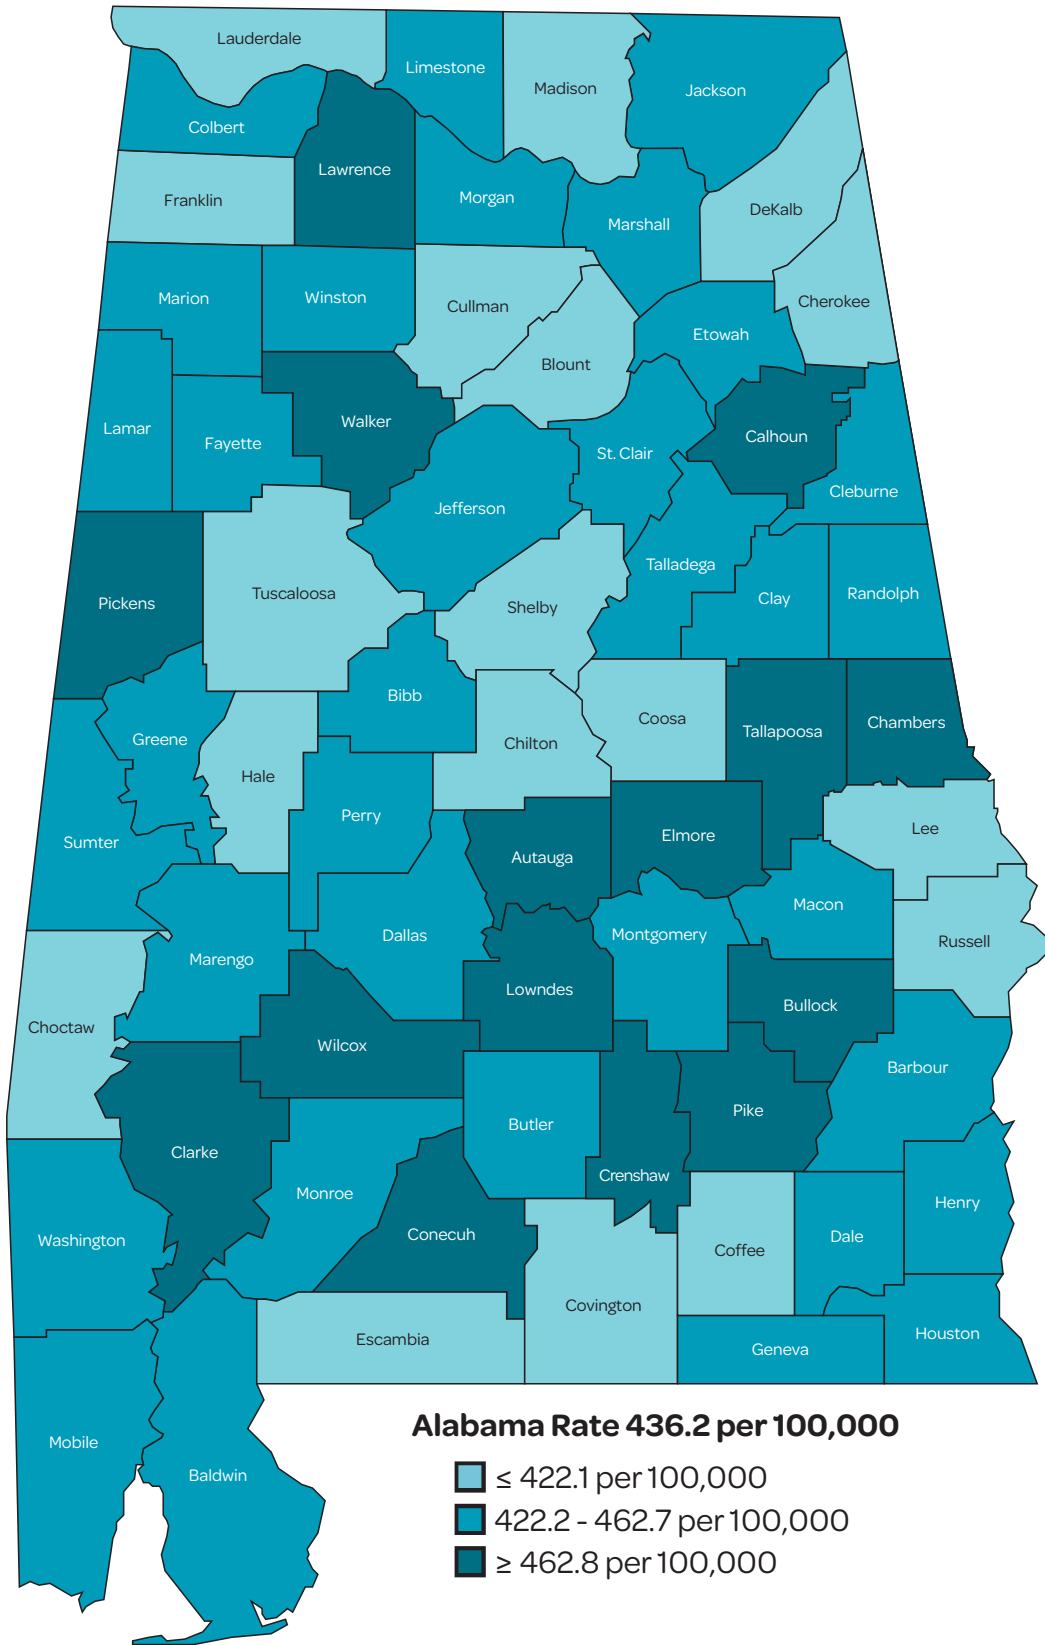 Lauderdale
Limestone
Madison
Jackson
Colbert
Lawrence
Franklin
Morgan
Marshall
DeKalb
Marion
Winston
Cullman
Cherokee
Etowah
Blount
Lamar
Fayette
Walker
Calhoun
St. Clair
Cleburne
Jefferson
Talladega
Pickens
Tuscaloosa
Shelby
Clay
Randolph
Bibb
Coosa
Tallapoosa
Chambers
Greene
Chilton
Hale
Perry
Elmore
Lee
Sumter
Autauga
Macon
Dallas
Montgomery
Russell
Marengo
Lowndes
Bullock
Choctaw
Wilcox
Barbour
Pike
Butler
Clarke
Crenshaw
Monroe
Henry
Washington
Conecuh
Dale
Coffee
Covington
Escambia
Houston
Geneva
Mobile
Baldwin
Alabama Rate 436.2 per 100,000
≤ 422.1 per 100,000
422.2 - 462.7 per 100,000
≥ 462.8 per 100,000